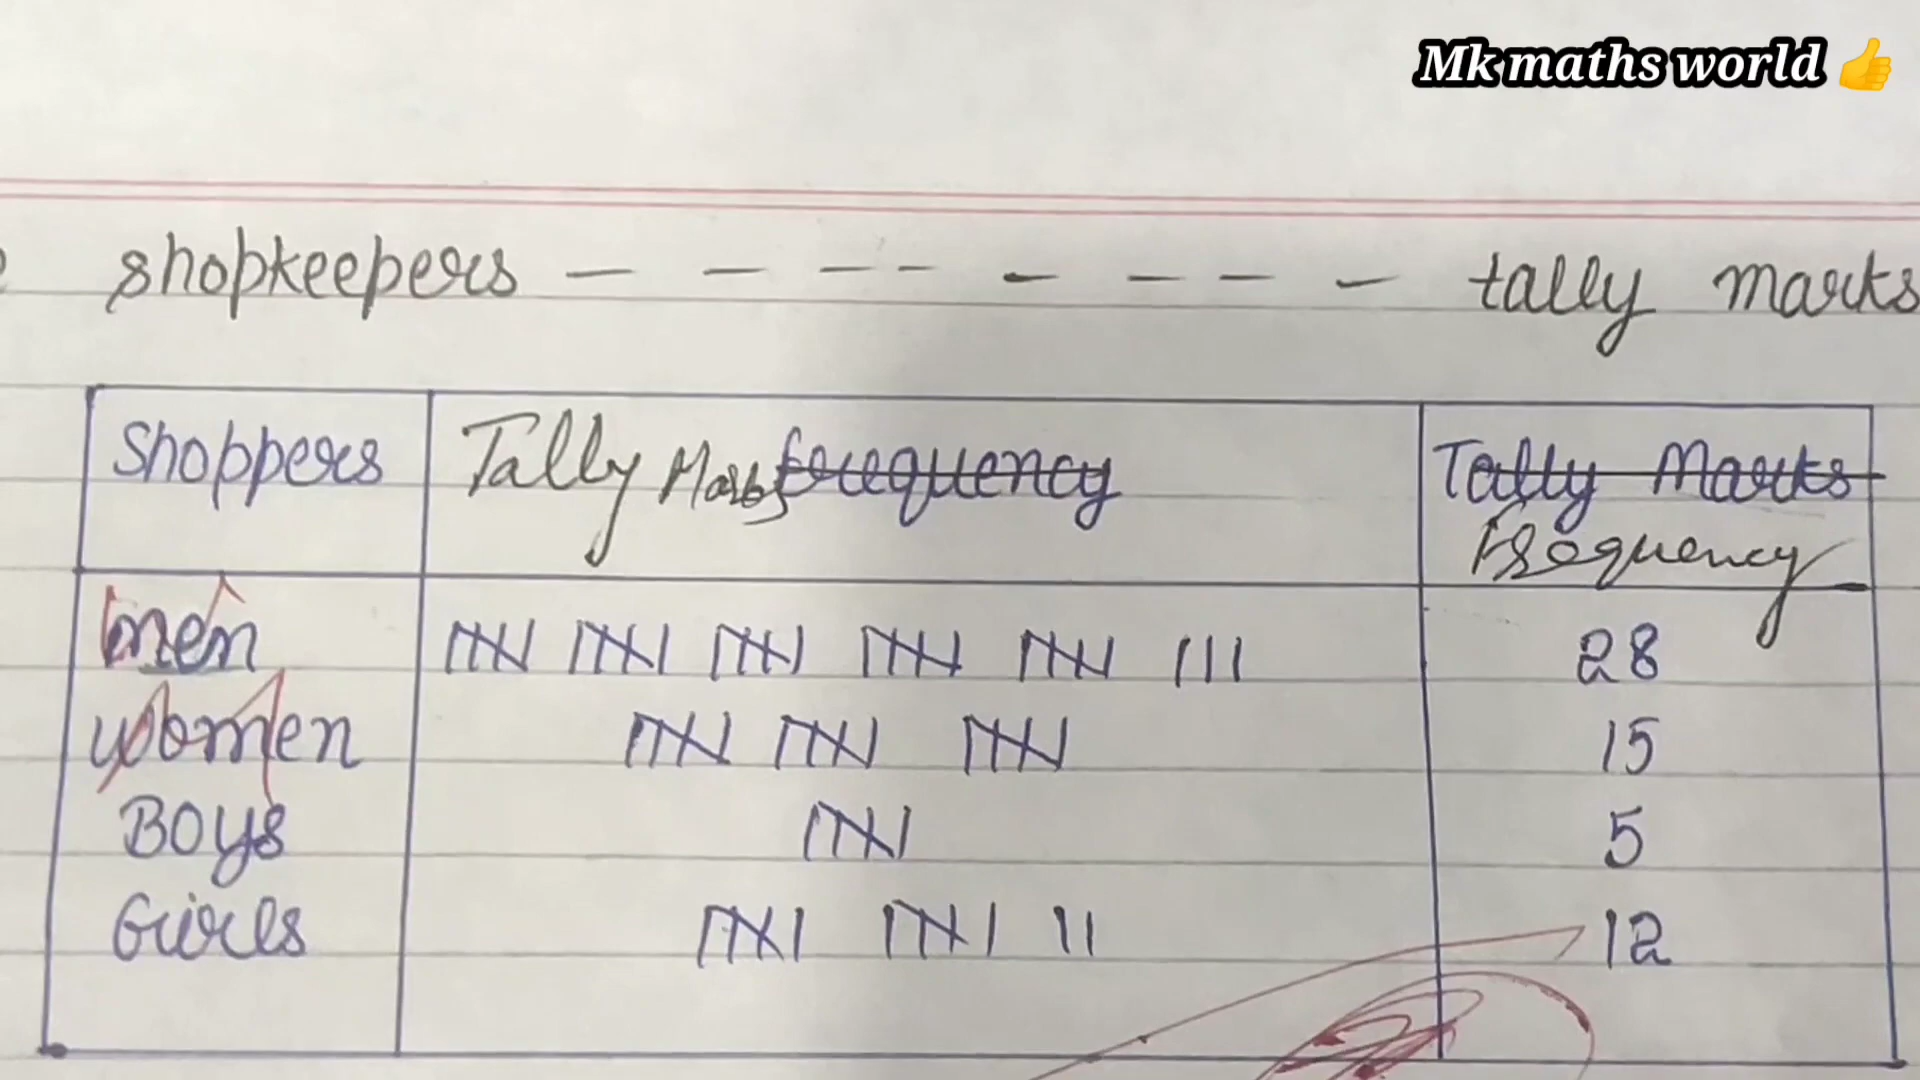 Mk maths world 👍
shopkeepers — — — — — — — — tally marks
Shoppers Tally Marks frequency Tally Marks
Frequency
men 28
women 15
Boys 5
Girls 12